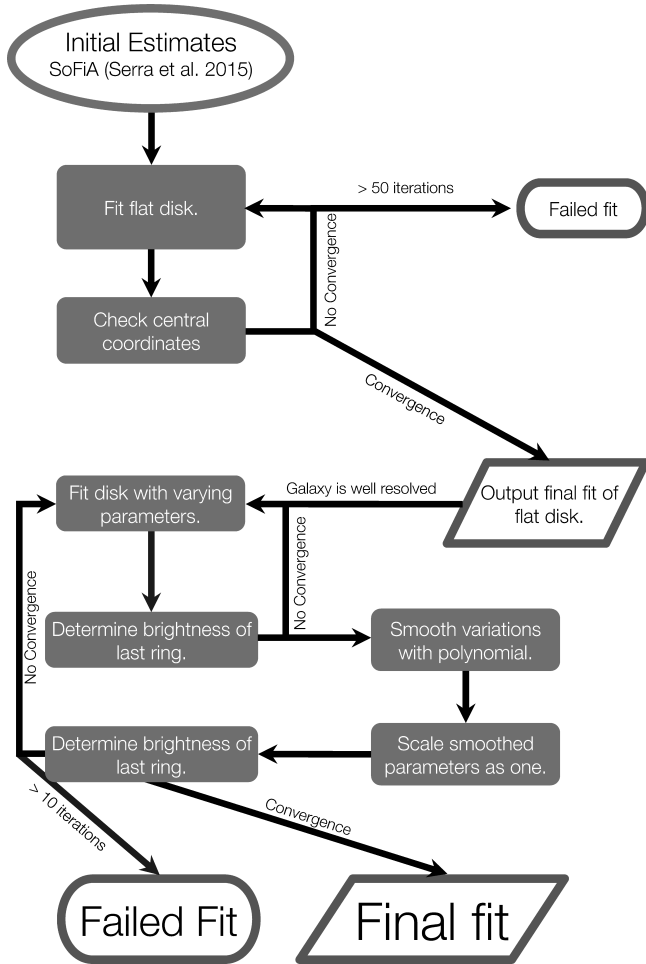 Initial Estimates
SoFiA (Serra et al. 2015)
> 50 iterations
Fit flat disk.
Failed fit
No Convergence
Check central
coordinates
Convergence
Fit disk with varying
parameters.
Galaxy is well resolved
Output final fit of
flat disk.
No Convergence
No Convergence
Determine brightness of
last ring.
Smooth variations
with polynomial.
Determine brightness of
last ring.
Scale smoothed
parameters as one.
> 10 iterations
Convergence
Failed Fit
Final fit